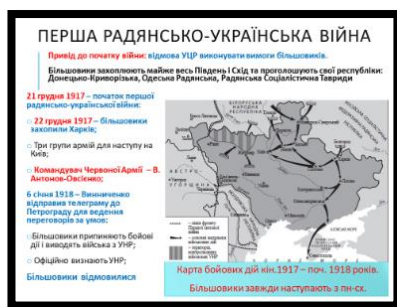 ПЕРША РАДЯНСЬКО-УКРАЇНСЬКА ВІЙНА
Привід до початку війни: відмова УЦР виконувати вимоги більшовиків.
Більшовики захоплюють майже весь Південь і Схід та проголошують свої республіки:
Донецько-Криворізька, Одеська Радянська, Радянська Соціалістична Тавриди
21 грудня 1917 – початок першої
радянсько-української війни:
22 грудня 1917 – більшовики
захопили Харків;
Три групи армій для наступу на
Київ;
Командувач Червоної Армії – В.
Антонов-Овсієнко;
6 січня 1918 – Винниченко
відправив телеграму до
Петрограду для ведення
переговорів за умов:
Більшовики припиняють бойові
дії і виводять війська з УНР;
Офіційно визнають УНР;
Більшовики відмовилися
Карта бойових дій кін.1917 – поч. 1918 років.
Більшовики завжди наступають з пн-сх.